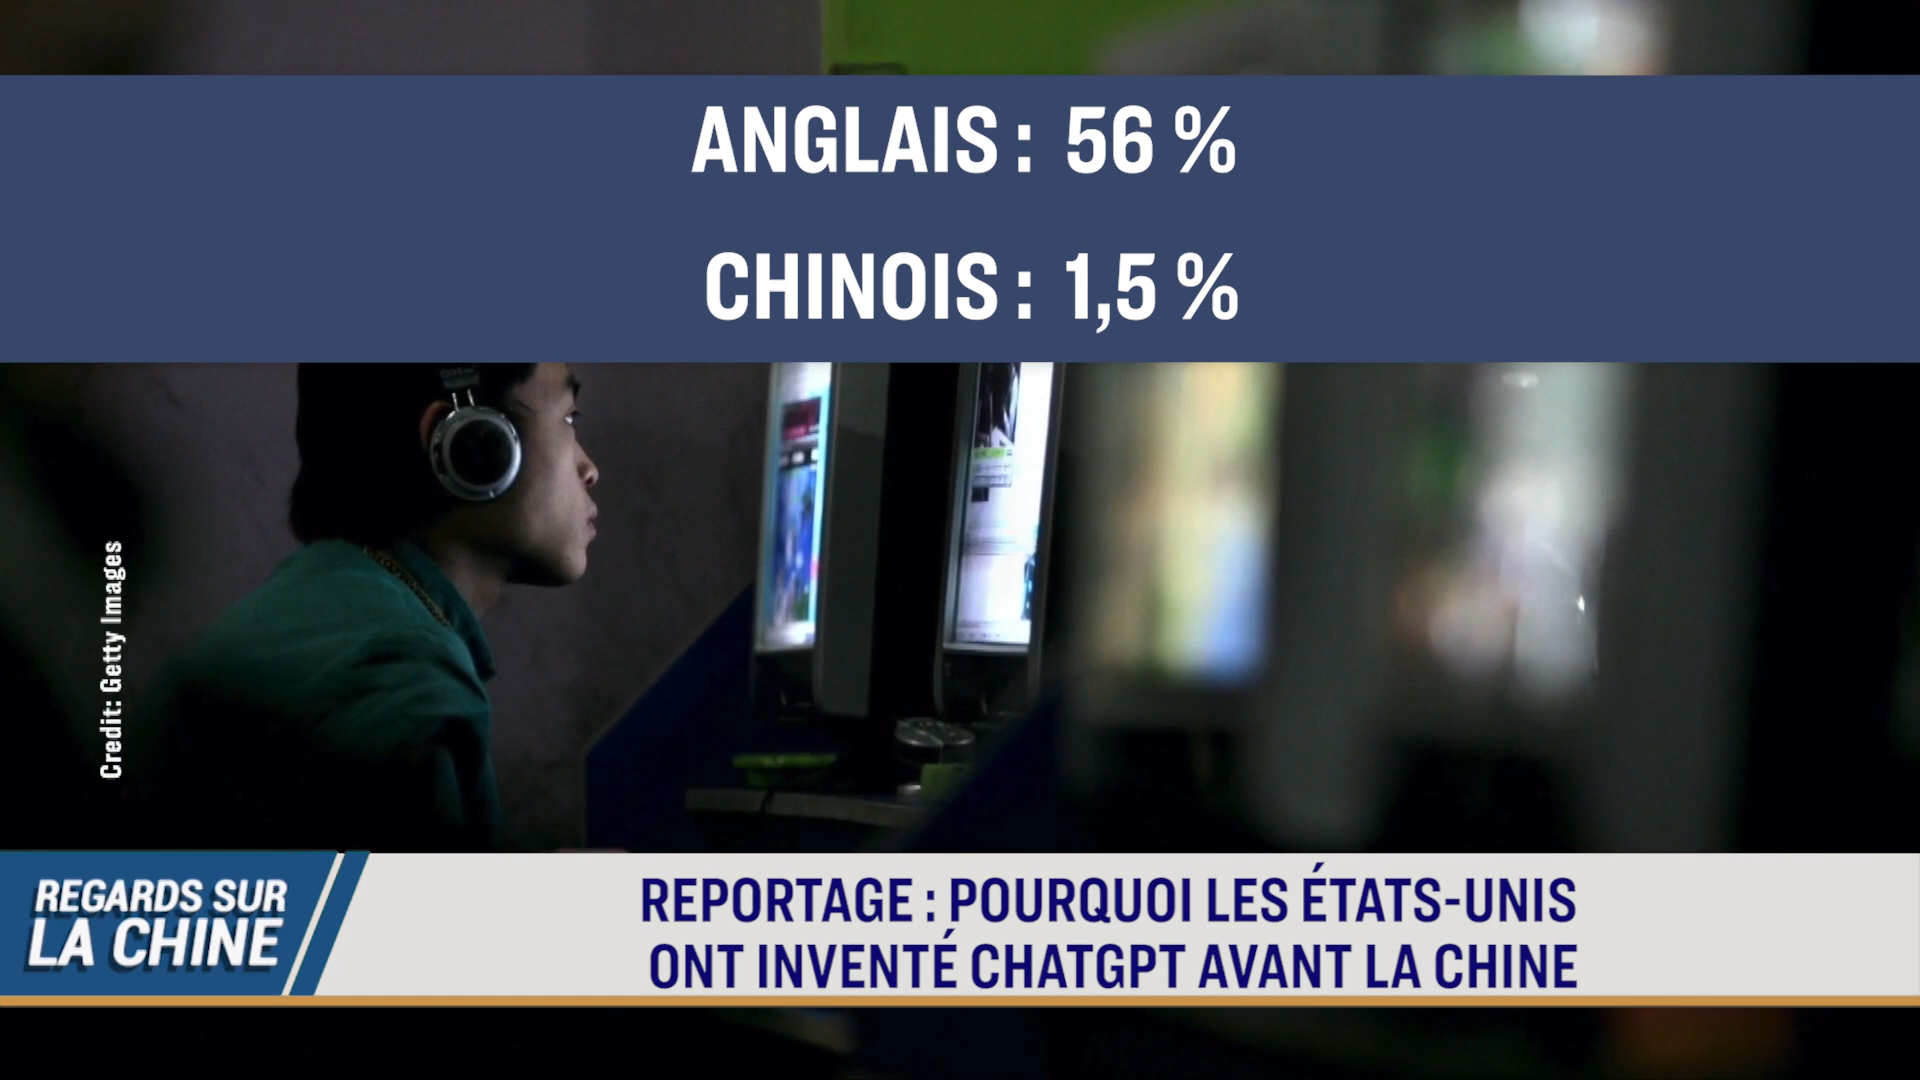 ANGLAIS : 56 %
CHINOIS : 1,5 %
Credit: Getty Images
REGARDS SUR
LA CHINE
REPORTAGE : POURQUOI LES ÉTATS-UNIS
ONT INVENTÉ CHATGPT AVANT LA CHINE